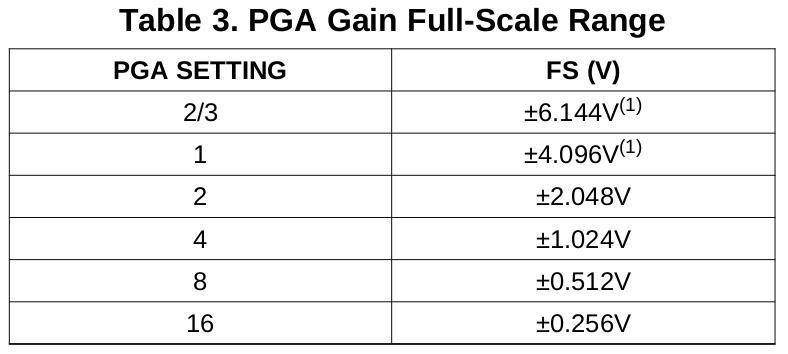 Table 3. PGA Gain Full-Scale Range
PGA SETTING FS (V)
2/3 ±6.144V(1)
1 ±4.096V(1)
2 ±2.048V
4 ±1.024V
8 ±0.512V
16 ±0.256V